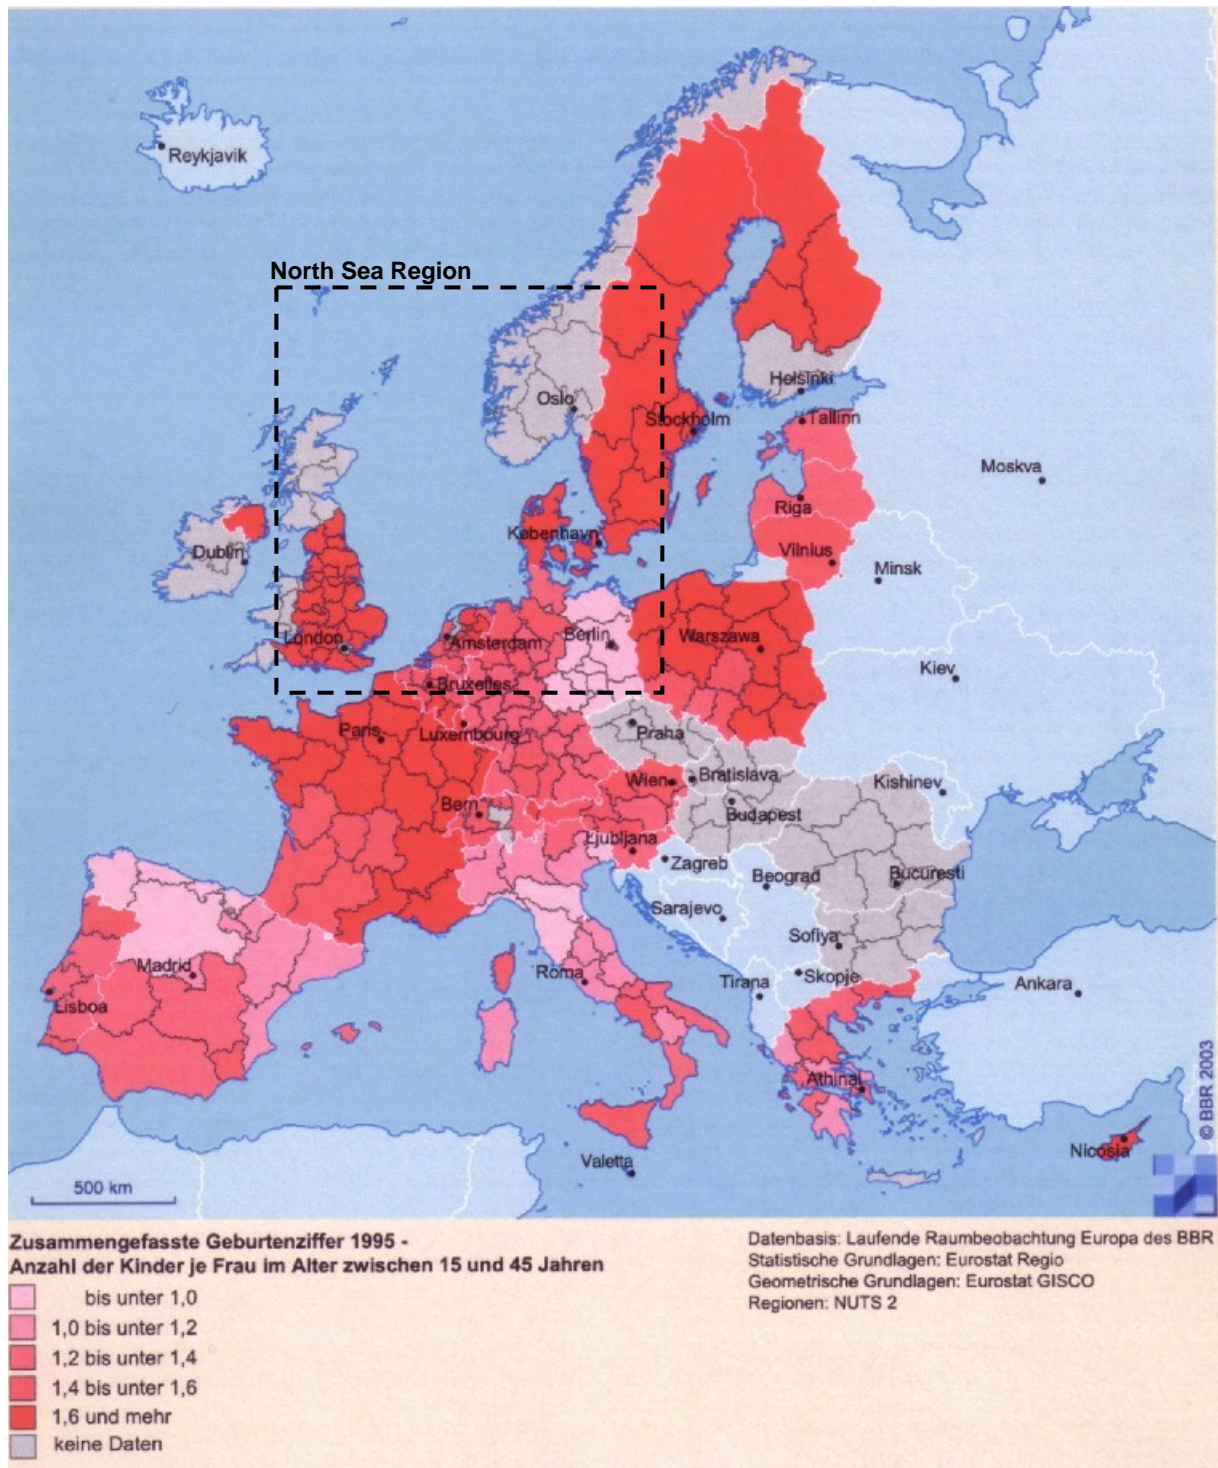 Reykjavik
North Sea Region
Oslo
Helsinki
Stockholm
Tallinn
Moskva
Riga
København
Dublin
Vilnius
Minsk
London
Amsterdam
Berlin
Warszawa
Kiev
Bruxelles
Paris
Luxembourg
Praha
Wien
Bratislava
Kishinev
Bern
Budapest
Ljubljana
Zagreb
Beograd
Bucuresti
Sarajevo
Sofiya
Madrid
Roma
Tirana
Skopje
Ankara
Lisboa
Athinai
Nicosia
Valetta
500 km
© BBR 2003
Zusammengefasste Geburtenziffer 1995 -
Anzahl der Kinder je Frau im Alter zwischen 15 und 45 Jahren
bis unter 1,0
1,0 bis unter 1,2
1,2 bis unter 1,4
1,4 bis unter 1,6
1,6 und mehr
keine Daten
Datenbasis: Laufende Raumbeobachtung Europa des BBR
Statistische Grundlagen: Eurostat Regio
Geometrische Grundlagen: Eurostat GISCO
Regionen: NUTS 2